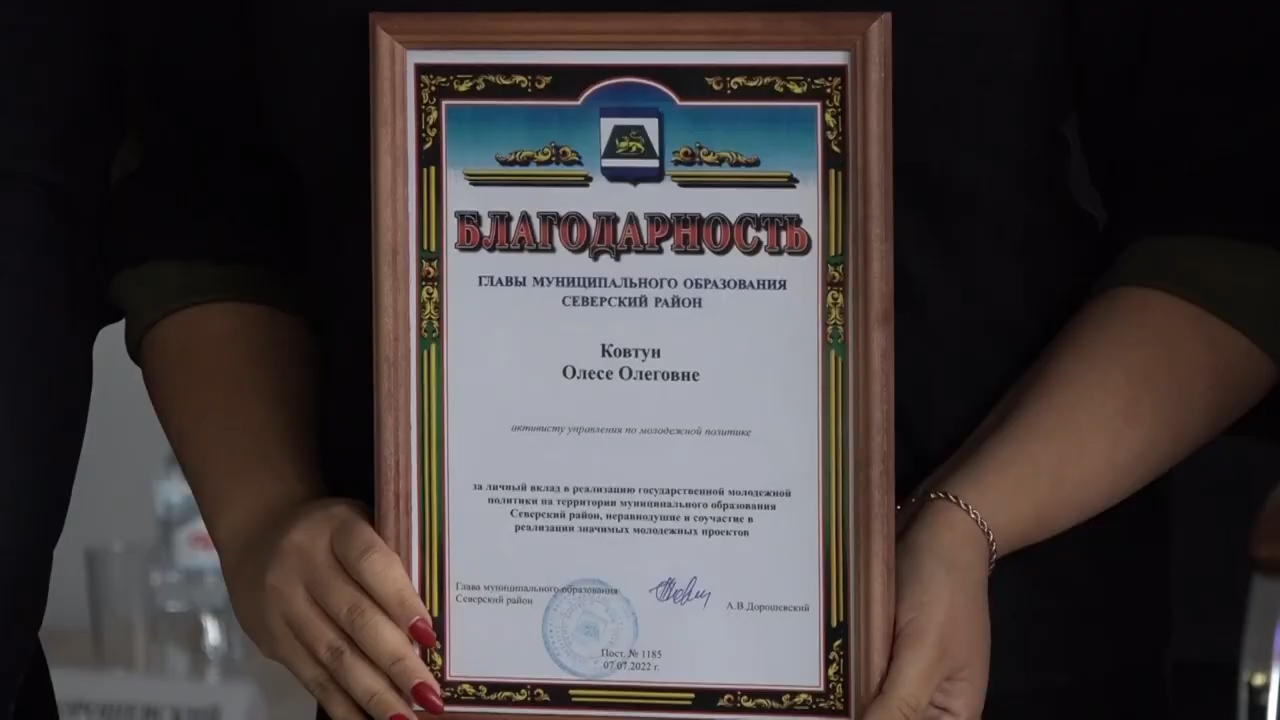 БЛАГОДАРНОСТЬ
ГЛАВЫ МУНИЦИПАЛЬНОГО ОБРАЗОВАНИЯ
СЕВЕРСКИЙ РАЙОН
Ковтун
Олесе Олеговне
активисту управления по молодежной политике
за личный вклад в реализацию государственной молодежной
политики на территории муниципального образования
Северский район, неравнодушие и соучастие в
реализации значимых молодежных проектов
Глава муниципального образования
Северский район
А.В.Дорошевский
Пост. № 1185
07.07.2022 г.